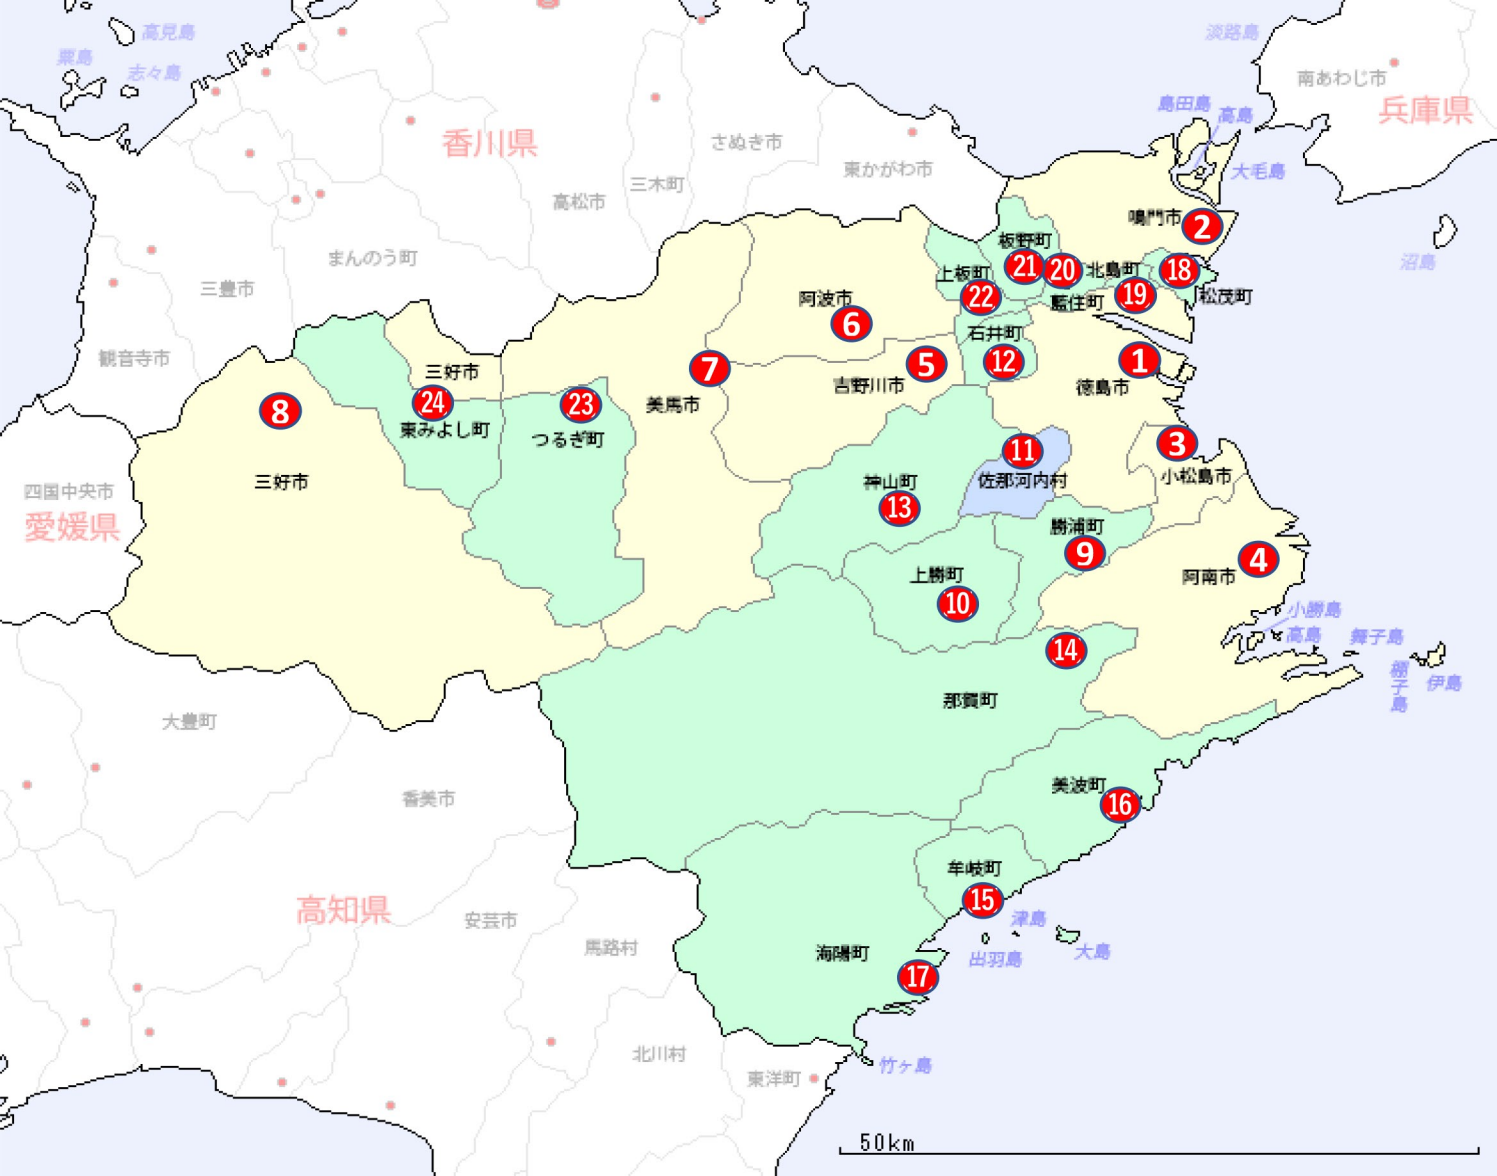 高見島
粟島
志々島
淡路島
南あわじ市
兵庫県
島田島
高島
大毛島
沼島
香川県
さぬき市
東かがわ市
三木町
高松市
まんのう町
三豊市
観音寺市
四国中央市
愛媛県
鳴門市
2
板野町
21
20
北島町
18
上板町
22
藍住町
19
松茂町
阿波市
6
石井町
12
1
徳島市
5
吉野川市
7
美馬市
三好市
24
東みよし町
23
つるぎ町
8
三好市
3
小松島市
11
佐那河内村
神山町
13
勝浦町
9
4
阿南市
上勝町
10
小勝島
高島
舞子島
棚子島
伊島
14
那賀町
美波町
16
牟岐町
15
津島
出羽島
大島
海陽町
17
竹ヶ島
大豊町
香美市
高知県
安芸市
馬路村
北川村
東洋町
50km